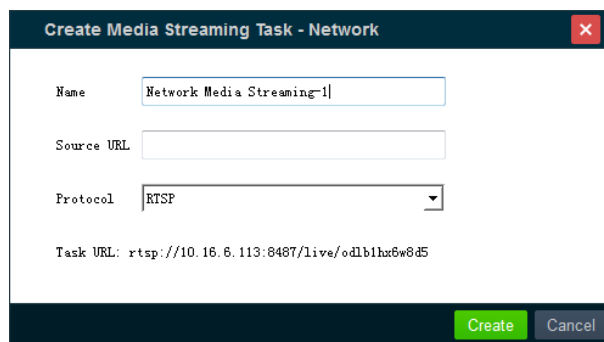 Create Media Streaming Task - Network
Name Network Media Streaming-1
Source URL
Protocol RTSP
Task URL: rtsp://10.16.6.113:8487/live/odlb1hx6w8d5
Create Cancel